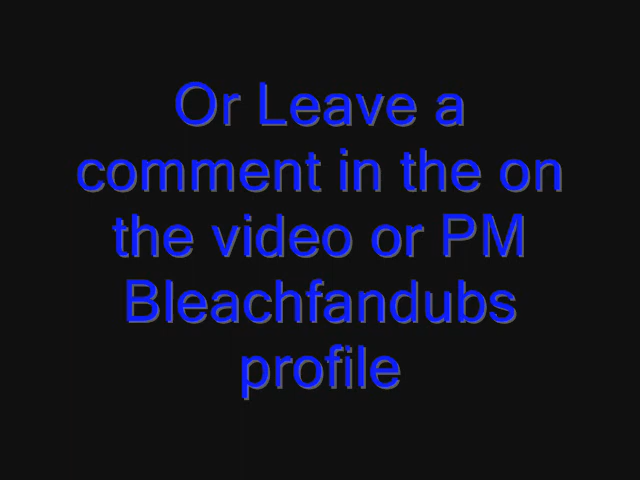 Or Leave a
comment in the on
the video or PM
Bleachfandubs
profile